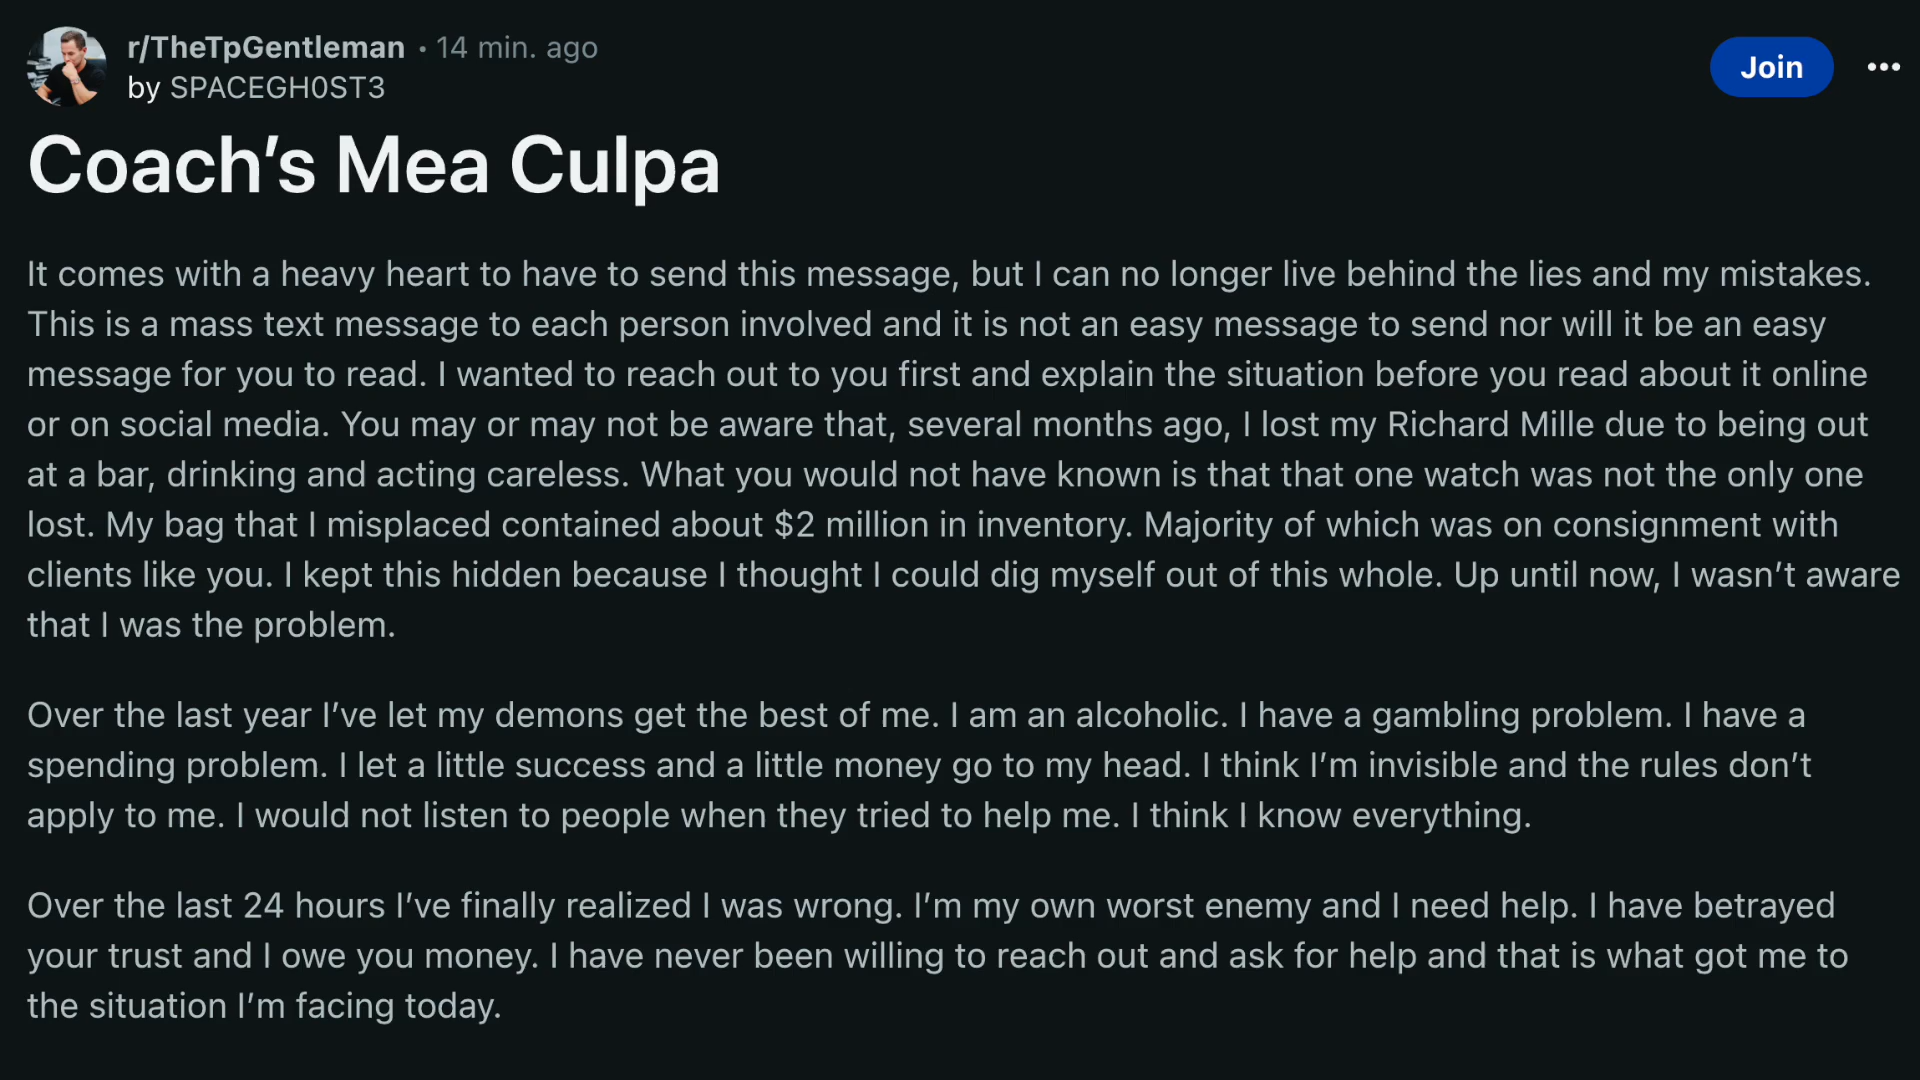 r/TheTpGentleman • 14 min. ago
by SPACEGH0ST3
Join
Coach’s Mea Culpa
It comes with a heavy heart to have to send this message, but I can no longer live behind the lies and my mistakes.
This is a mass text message to each person involved and it is not an easy message to send nor will it be an easy
message for you to read. I wanted to reach out to you first and explain the situation before you read about it online
or on social media. You may or may not be aware that, several months ago, I lost my Richard Mille due to being out
at a bar, drinking and acting careless. What you would not have known is that that one watch was not the only one
lost. My bag that I misplaced contained about $2 million in inventory. Majority of which was on consignment with
clients like you. I kept this hidden because I thought I could dig myself out of this whole. Up until now, I wasn’t aware
that I was the problem.
Over the last year I’ve let my demons get the best of me. I am an alcoholic. I have a gambling problem. I have a
spending problem. I let a little success and a little money go to my head. I think I’m invisible and the rules don’t
apply to me. I would not listen to people when they tried to help me. I think I know everything.
Over the last 24 hours I’ve finally realized I was wrong. I’m my own worst enemy and I need help. I have betrayed
your trust and I owe you money. I have never been willing to reach out and ask for help and that is what got me to
the situation I’m facing today.